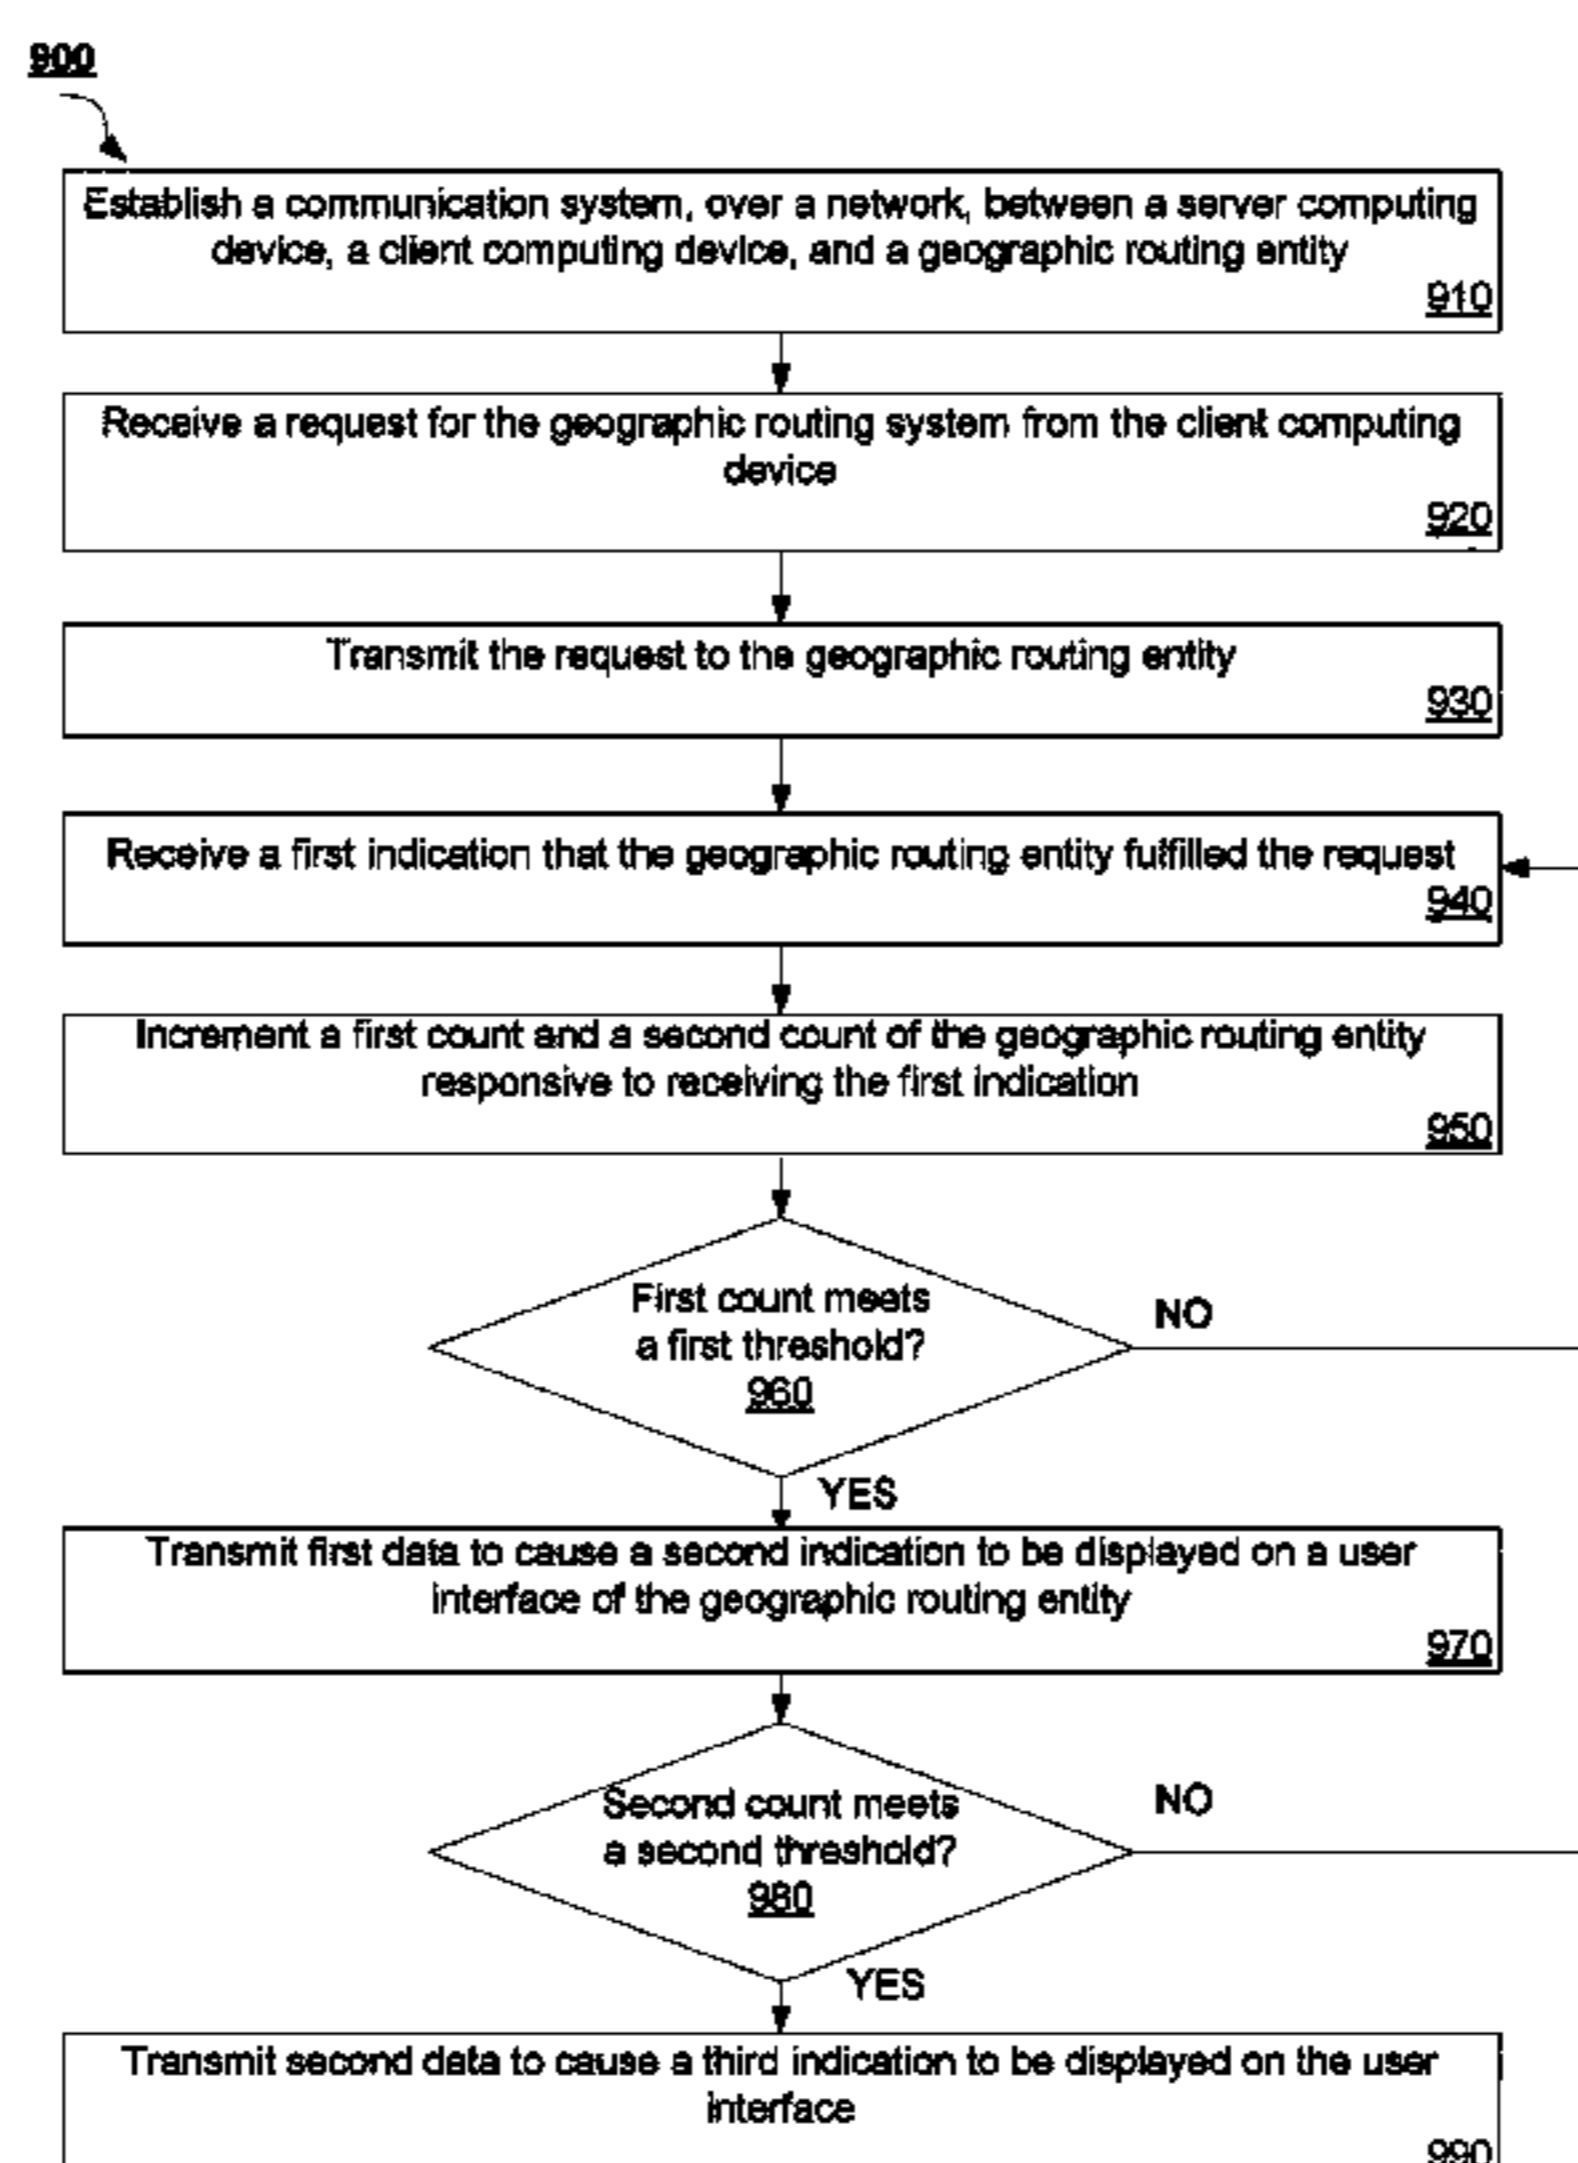 900
Establish a communication system, over a network, between a server computing
device, a client computing device, and a geographic routing entity
910
Receive a request for the geographic routing system from the client computing
device
920
Transmit the request to the geographic routing entity
930
Receive a first indication that the geographic routing entity fulfilled the request
940
Increment a first count and a second count of the geographic routing entity
responsive to receiving the first indication
950
First count meets
a first threshold?
960
NO
YES
Transmit first data to cause a second indication to be displayed on a user
interface of the geographic routing entity
970
Second count meets
a second threshold?
980
NO
YES
Transmit second data to cause a third indication to be displayed on the user
interface
990